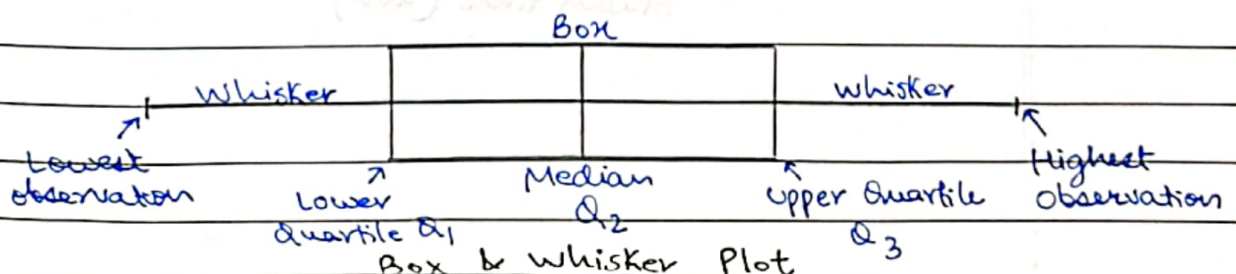 Box
Whisker
whisker
Lowest
observation
Lower
Quartile Q1
Median
Q2
upper Quartile
Q3
Highest
observation
Box & Whisker Plot